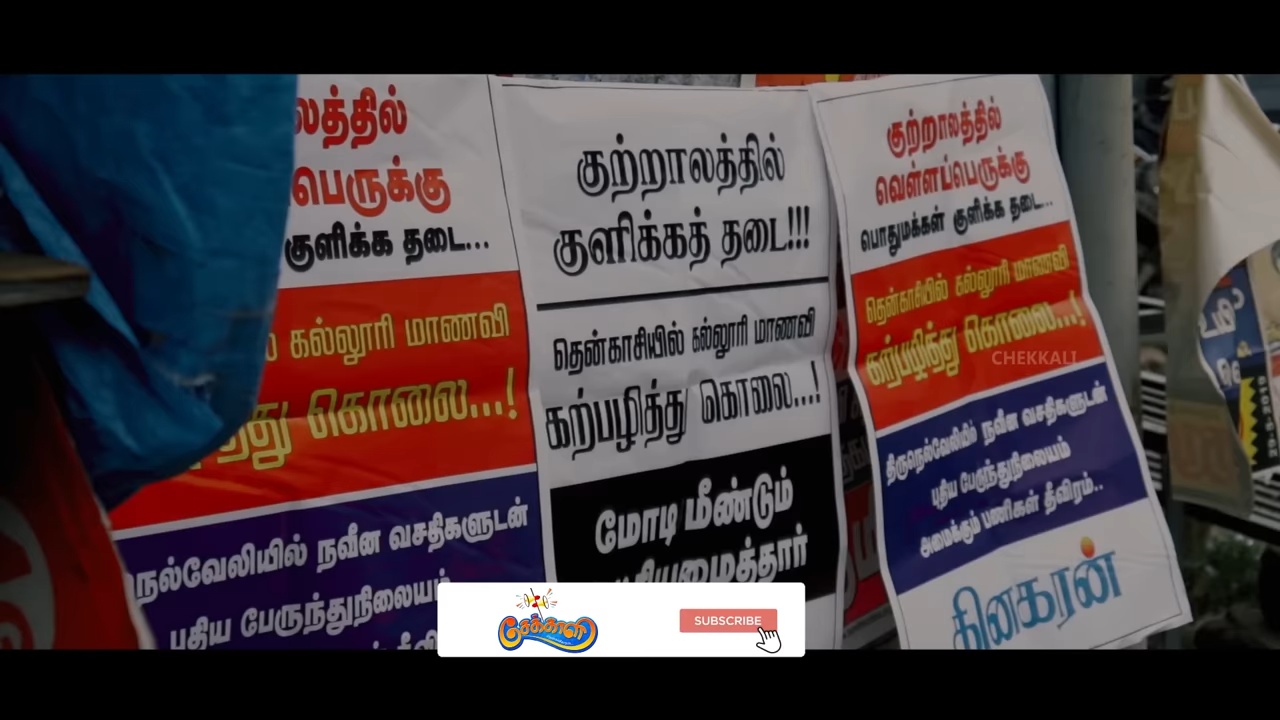 லத்தில்
பெருக்கு
குளிக்க தடை...
கல்லூரி மாணவி
த்து கொலை...!
நெல்வேலியில் நவீன வசதிகளுடன்
புதிய பேருந்துநிலையம்
குற்றாலத்தில்
குளிக்கத் தடை!!!
தென்காசியில் கல்லூரி மாணவி
கற்பழித்து கொலை...!
மோடி மீண்டும்
குற்றாலத்தில்
வெள்ளப்பெருக்கு
பொதுமக்கள் குளிக்க தடை...
தென்காசியில் கல்லூரி மாணவி
கற்பழித்து கொலை...!
திருநெல்வேலியில் நவீன வசதிகளுடன்
புதிய பேருந்துநிலையம்
அமைக்கும் பணிகள் தீவிரம்..
தினகரன்
CHEKKALI
சேக்காளி
SUBSCRIBE